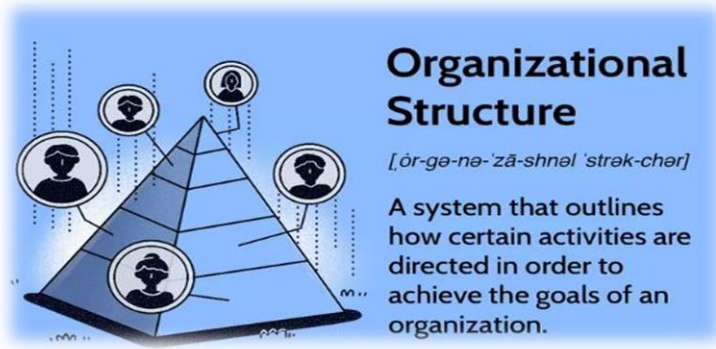 Organizational
Structure
[ˌȯr-gə-nə-ˈzā-shnəl ˈstrək-chər]
A system that outlines
how certain activities are
directed in order to
achieve the goals of an
organization.